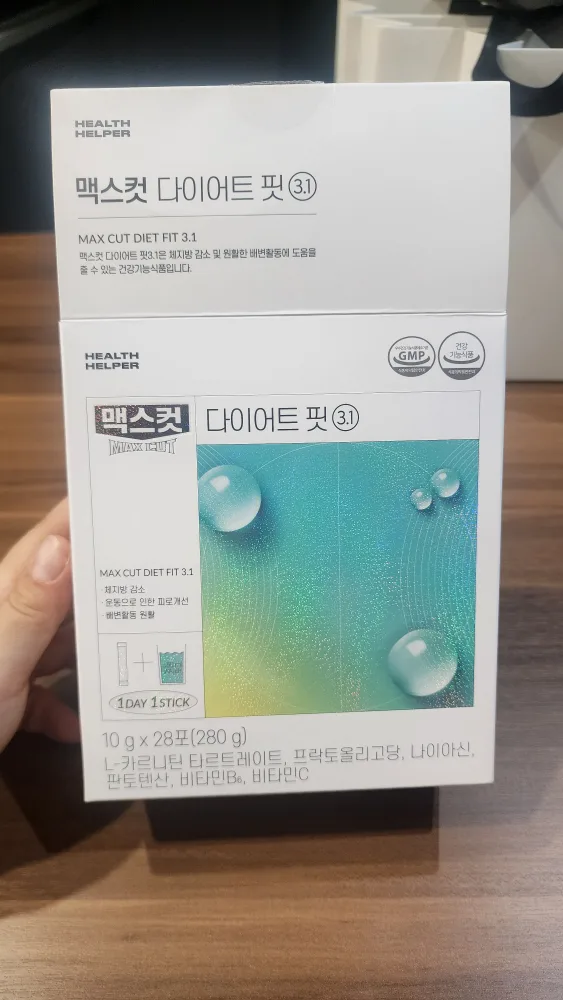 HEALTH
HELPER
맥스컷 다이어트 핏 3.1
MAX CUT DIET FIT 3.1
맥스컷 다이어트 핏3.1은 체지방 감소 및 원활한 배변활동에 도움을
줄 수 있는 건강기능식품입니다.
HEALTH
HELPER
GMP
건강
기능식품
맥스컷
MAX CUT
다이어트 핏 3.1
MAX CUT DIET FIT 3.1
·체지방 감소
·운동으로 인한 피로개선
·배변활동 원활
1DAY 1STICK
10 g x 28포(280 g)
L-카르니틴 타르트레이트, 프락토올리고당, 나이아신,
판토텐산, 비타민B₆, 비타민C